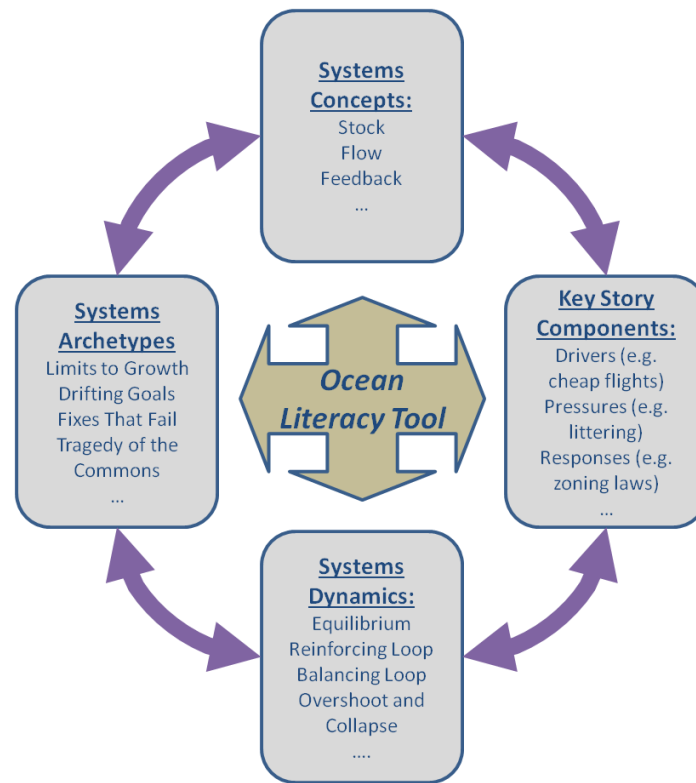 Systems
Concepts:
Stock
Flow
Feedback
...
Systems
Archetypes
Limits to Growth
Drifting Goals
Fixes That Fail
Tragedy of the
Commons
...
Ocean
Literacy Tool
Key Story
Components:
Drivers (e.g.
cheap flights)
Pressures (e.g.
littering)
Responses (e.g.
zoning laws)
...
Systems
Dynamics:
Equilibrium
Reinforcing Loop
Balancing Loop
Overshoot and
Collapse
....